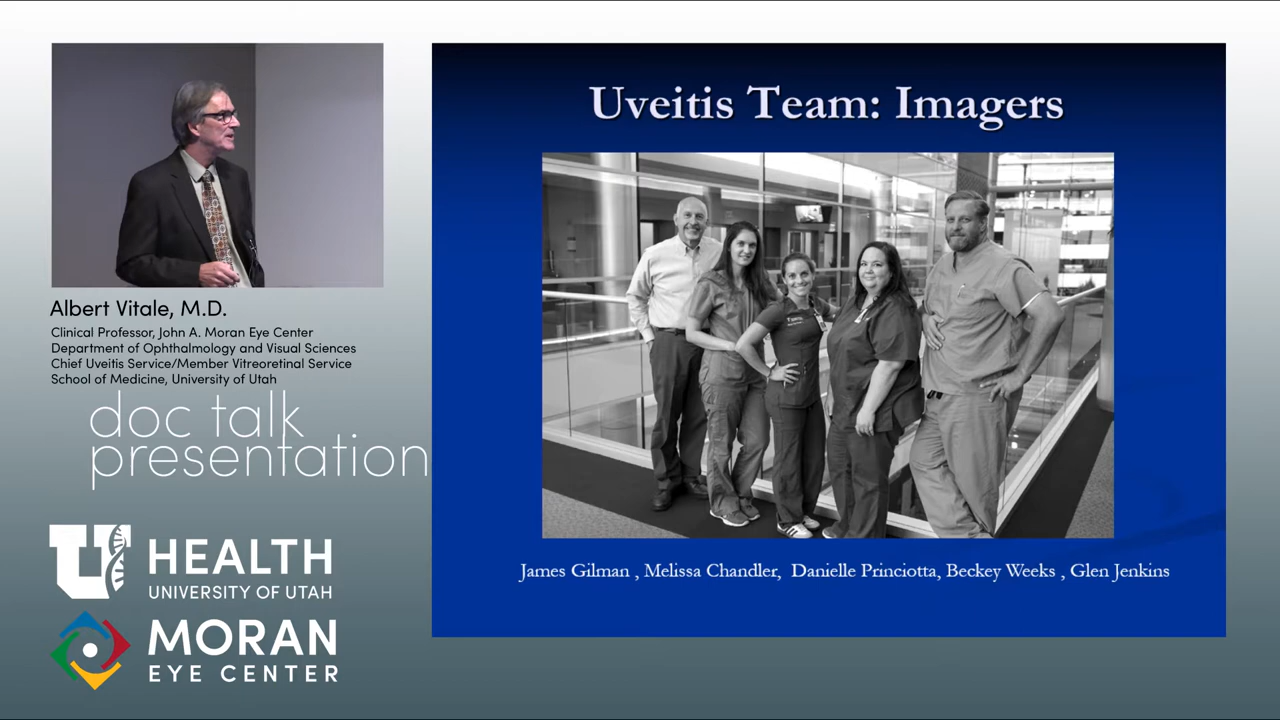 Albert Vitale, M.D.
Clinical Professor, John A. Moran Eye Center
Department of Ophthalmology and Visual Sciences
Chief Uveitis Service/Member Vitreoretinal Service
School of Medicine, University of Utah
doc talk
presentation
U HEALTH
UNIVERSITY OF UTAH
MORAN
EYE CENTER
Uveitis Team: Imagers
James Gilman , Melissa Chandler,  Danielle Princiotta, Beckey Weeks , Glen Jenkins